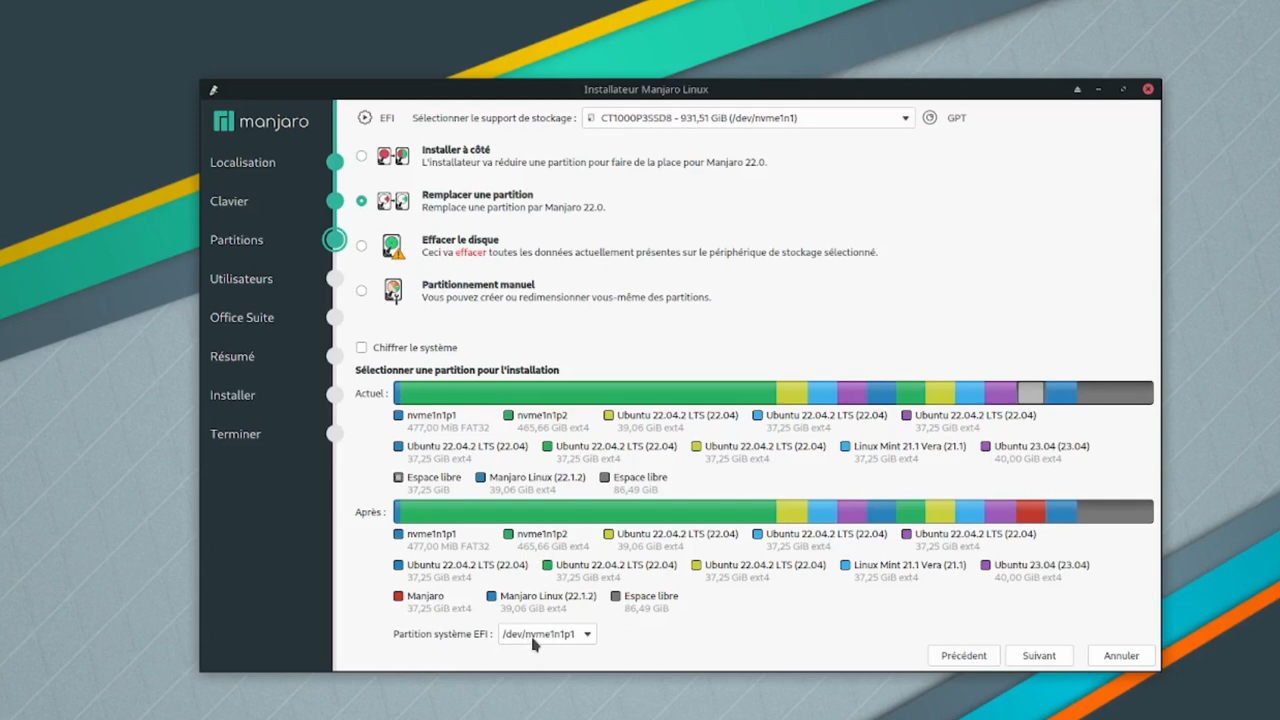 Installateur Manjaro Linux
manjaro
Localisation
Clavier
Partitions
Utilisateurs
Office Suite
Résumé
Installer
Terminer
EFI Sélectionner le support de stockage : CT1000P3SSD8 - 931,51 GiB (/dev/nvme1n1) GPT
Installer à côté
L'installateur va réduire une partition pour faire de la place pour Manjaro 22.0.
Remplacer une partition
Remplace une partition par Manjaro 22.0.
Effacer le disque
Ceci va effacer toutes les données actuellement présentes sur le périphérique de stockage sélectionné.
Partitionnement manuel
Vous pouvez créer ou redimensionner vous-même des partitions.
Chiffrer le système
Sélectionner une partition pour l'installation
Actuel :
nvme1n1p1 nvme1n1p2 Ubuntu 22.04.2 LTS (22.04) Ubuntu 22.04.2 LTS (22.04) Ubuntu 22.04.2 LTS (22.04)
477,00 MiB FAT32 465,66 GiB ext4 39,06 GiB ext4 37,25 GiB ext4 37,25 GiB ext4
Ubuntu 22.04.2 LTS (22.04) Ubuntu 22.04.2 LTS (22.04) Ubuntu 22.04.2 LTS (22.04) Linux Mint 21.1 Vera (21.1) Ubuntu 23.04 (23.04)
37,25 GiB ext4 37,25 GiB ext4 37,25 GiB ext4 37,25 GiB ext4 40,00 GiB ext4
Espace libre Manjaro Linux (22.1.2) Espace libre
37,25 GiB 39,06 GiB ext4 86,49 GiB
Après :
nvme1n1p1 nvme1n1p2 Ubuntu 22.04.2 LTS (22.04) Ubuntu 22.04.2 LTS (22.04) Ubuntu 22.04.2 LTS (22.04)
477,00 MiB FAT32 465,66 GiB ext4 39,06 GiB ext4 37,25 GiB ext4 37,25 GiB ext4
Ubuntu 22.04.2 LTS (22.04) Ubuntu 22.04.2 LTS (22.04) Ubuntu 22.04.2 LTS (22.04) Linux Mint 21.1 Vera (21.1) Ubuntu 23.04 (23.04)
37,25 GiB ext4 37,25 GiB ext4 37,25 GiB ext4 37,25 GiB ext4 40,00 GiB ext4
Manjaro Manjaro Linux (22.1.2) Espace libre
37,25 GiB ext4 39,06 GiB ext4 86,49 GiB
Partition système EFI : /dev/nvme1n1p1
Précédent Suivant Annuler